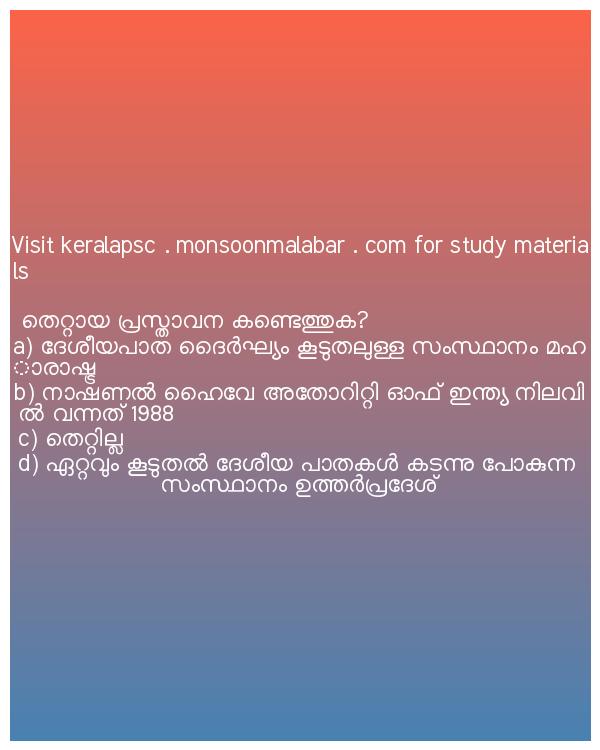 Visit keralapsc . monsoonmalabar . com for study materia
ls
തെറ്റായ പ്രസ്താവന കണ്ടെത്തുക?
a) ദേശീയപാത ദൈർഘ്യം കൂടുതലുള്ള സംസ്ഥാനം മഹ
ാരാഷ്ട്ര
b) നാഷണൽ ഹൈവേ അതോറിറ്റി ഓഫ് ഇന്ത്യ നിലവി
ൽ വന്നത് 1988
c) തെറ്റില്ല
d) ഏറ്റവും കൂടുതൽ ദേശീയ പാതകൾ കടന്നു പോകുന്ന
സംസ്ഥാനം ഉത്തർപ്രദേശ്